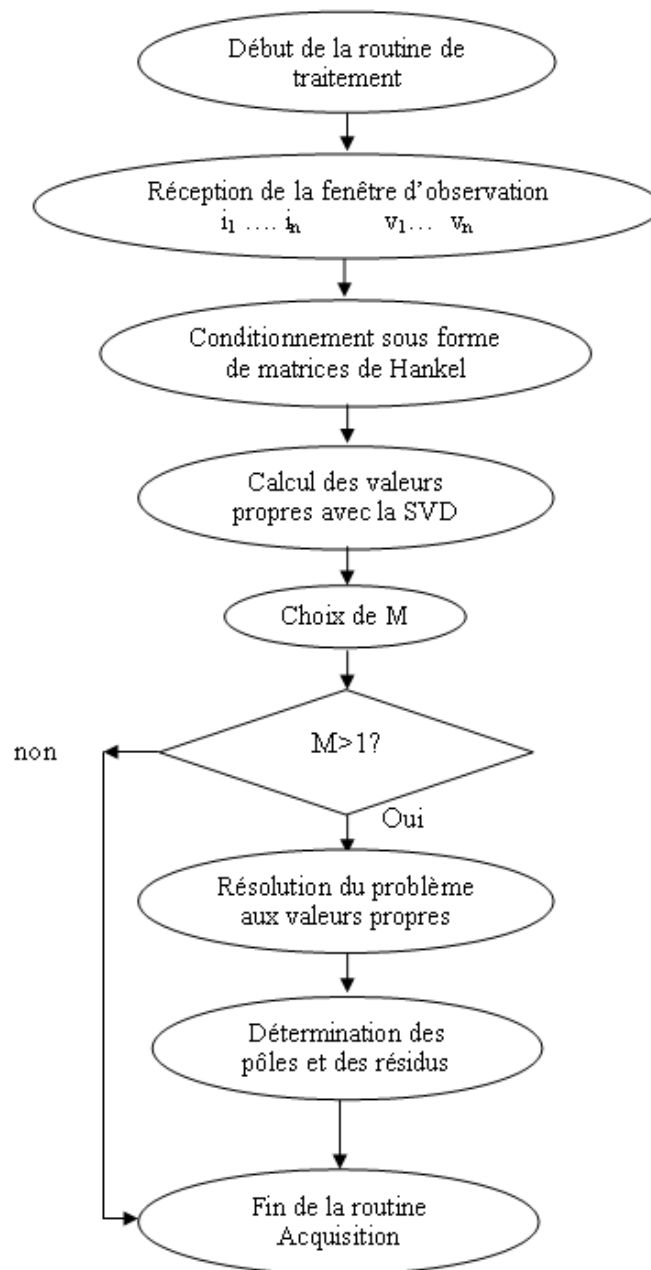 Début de la routine de
traitement
Réception de la fenêtre d'observation
i1 .... in v1... vn
Conditionnement sous forme
de matrices de Hankel
Calcul des valeurs
propres avec la SVD
Choix de M
M>1?
non
Oui
Résolution du problème
aux valeurs propres
Détermination des
pôles et des résidus
Fin de la routine
Acquisition